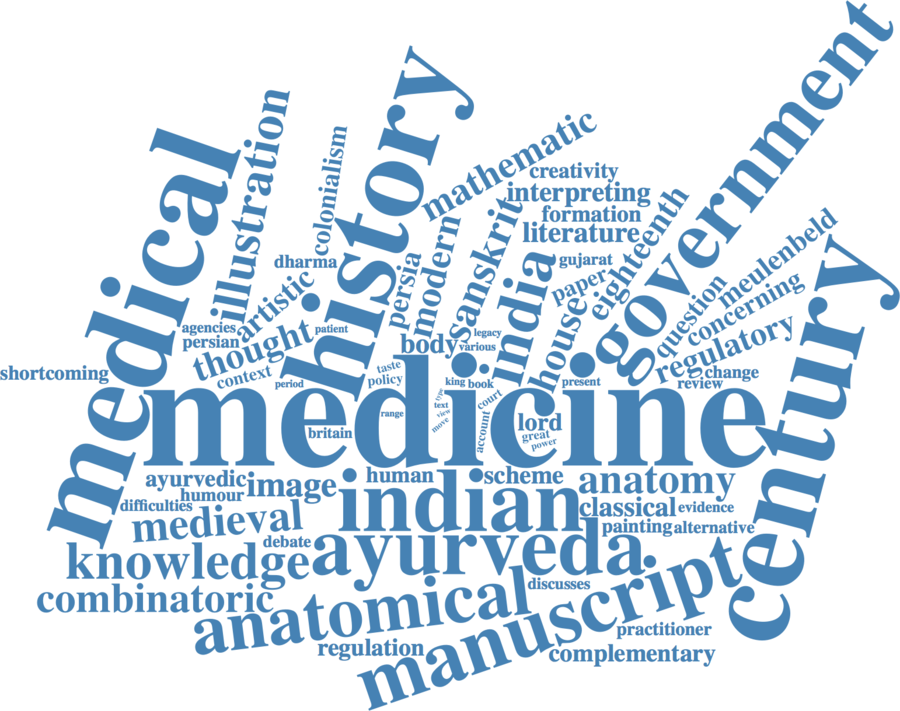 government
history
medical
illustration
colonialism
mathematic
creativity
interpreting
formation
literature
sanskrit
modern
persia
dharma
artistic
india
gujarat
paper
house
eighteenth
question
meulenbeld
concerning
regulatory
century
agencies
persian
patient
thought
context
period
shortcoming
body
legacy
various
taste
policy
king
book
present
review
change
medicine
range
type
text
view
move
court
account
lord
great
power
britain
ayurvedic
humour
image
human
scheme
anatomy
difficulties
medieval
indian
classical
evidence
painting
alternative
debate
knowledge
ayurveda
combinatoric
anatomical
discusses
manuscript
practitioner
regulation
complementary